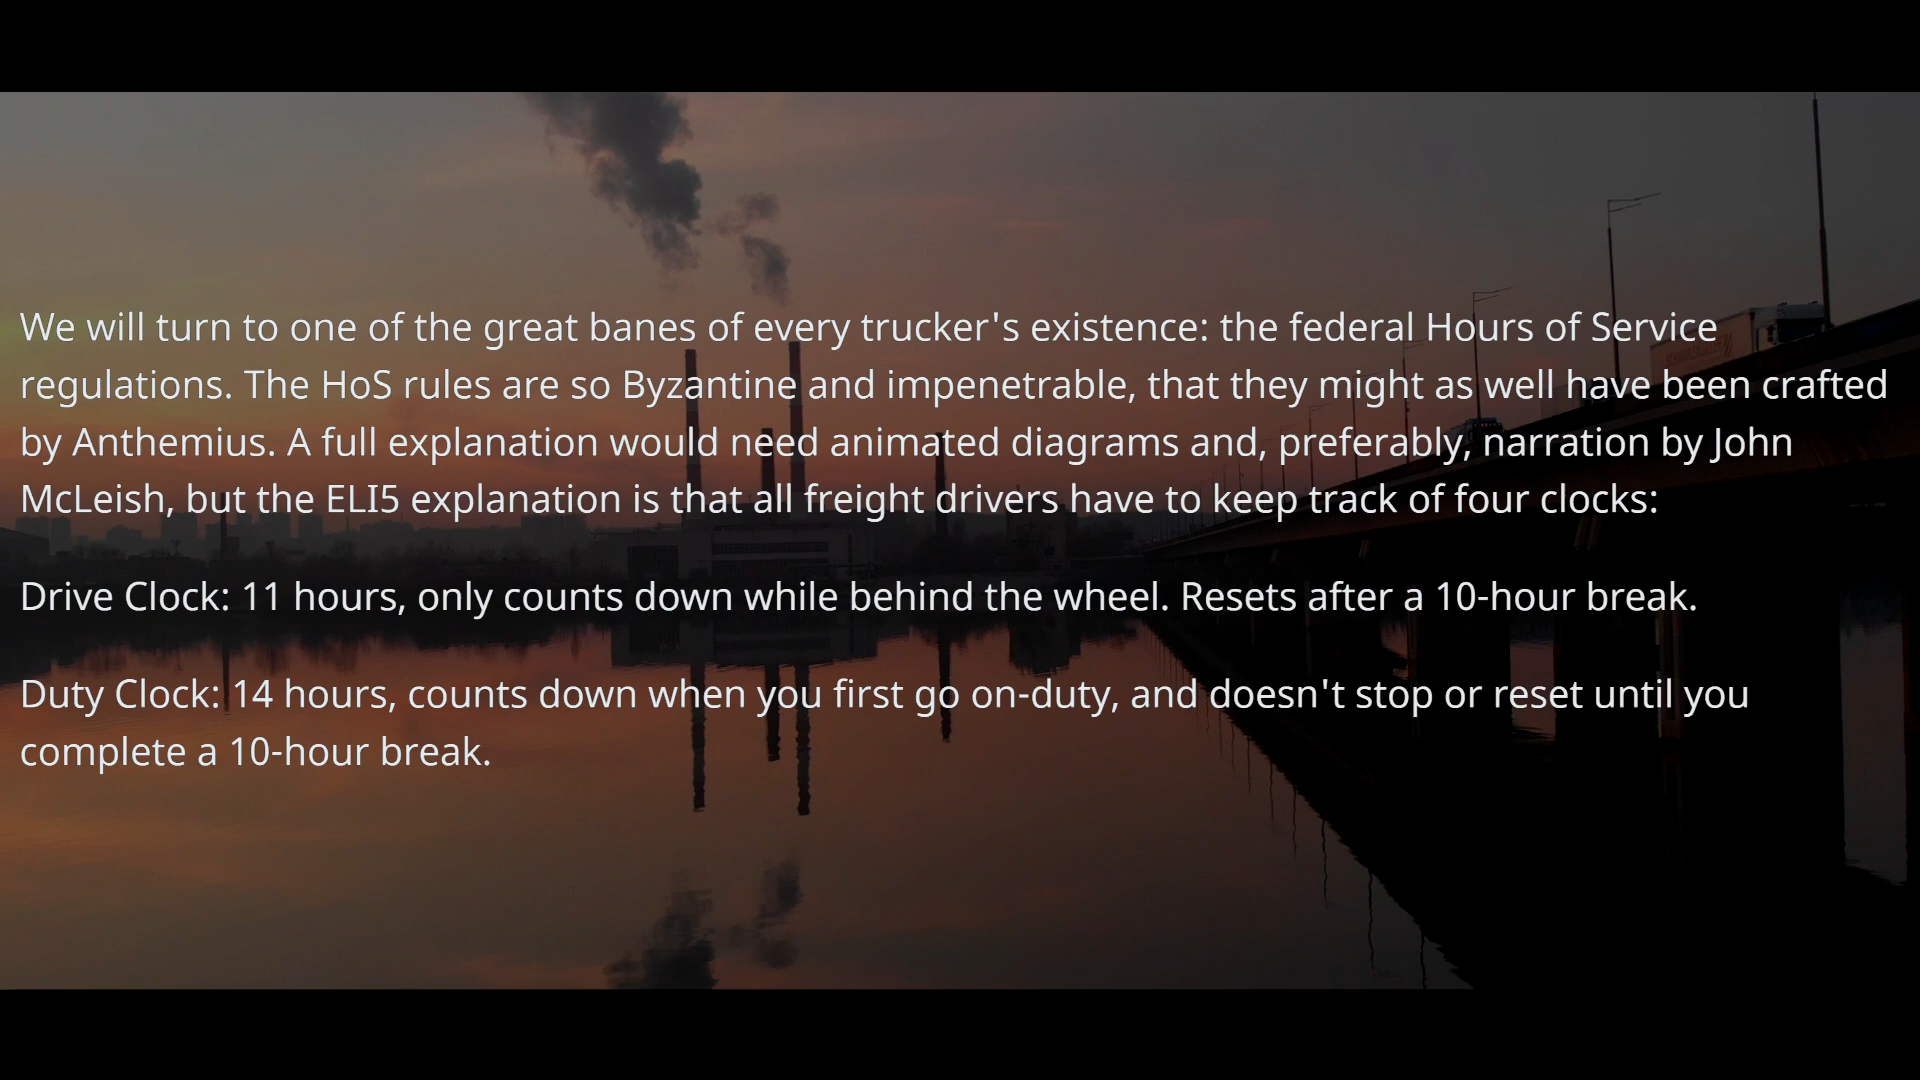 We will turn to one of the great banes of every trucker's existence: the federal Hours of Service
regulations. The HoS rules are so Byzantine and impenetrable, that they might as well have been crafted
by Anthemius. A full explanation would need animated diagrams and, preferably, narration by John
McLeish, but the ELI5 explanation is that all freight drivers have to keep track of four clocks:
Drive Clock: 11 hours, only counts down while behind the wheel. Resets after a 10-hour break.
Duty Clock: 14 hours, counts down when you first go on-duty, and doesn't stop or reset until you
complete a 10-hour break.